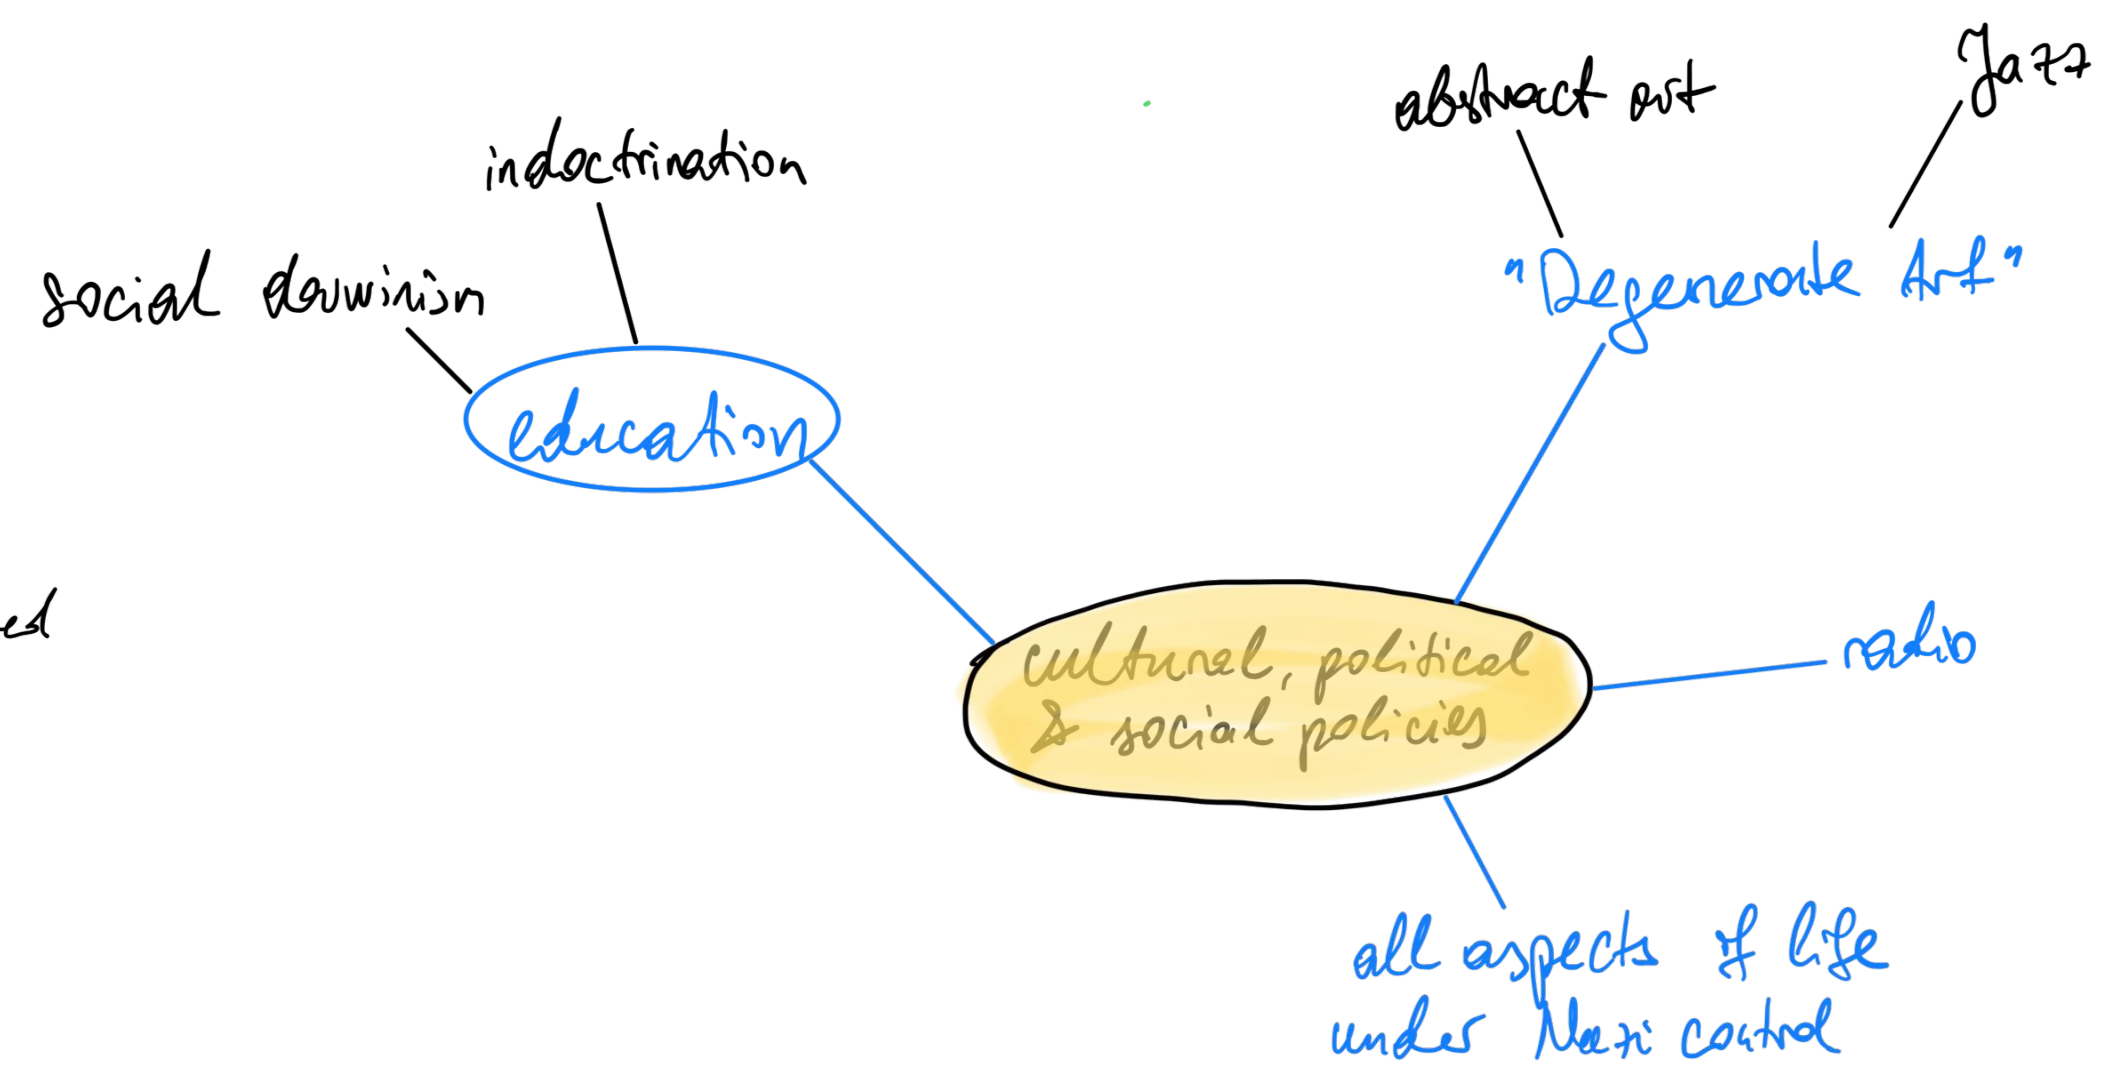 Jazz
abstract art
indoctrination
"Degenerate Art"
social darwinism
education
ed
radio
cultural, political
& social policies
all aspects of life
under Nazi control